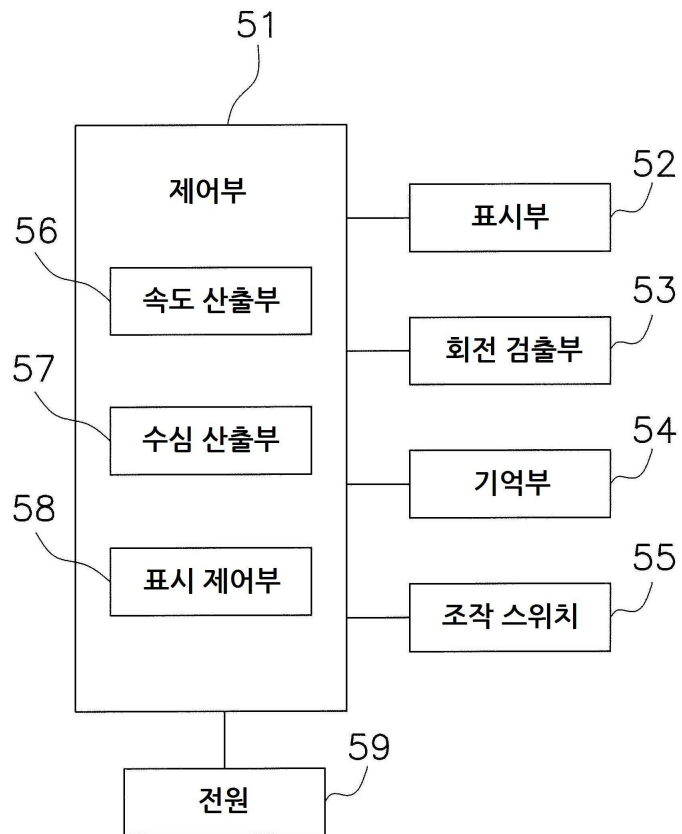 51
제어부
52
표시부
56
속도 산출부
53
회전 검출부
57
수심 산출부
54
기억부
58
표시 제어부
55
조작 스위치
59
전원